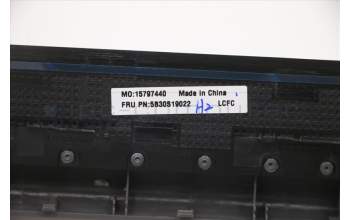 MO:15797440 Made in China
FRU PN:5B30S19022 H2 LCFC